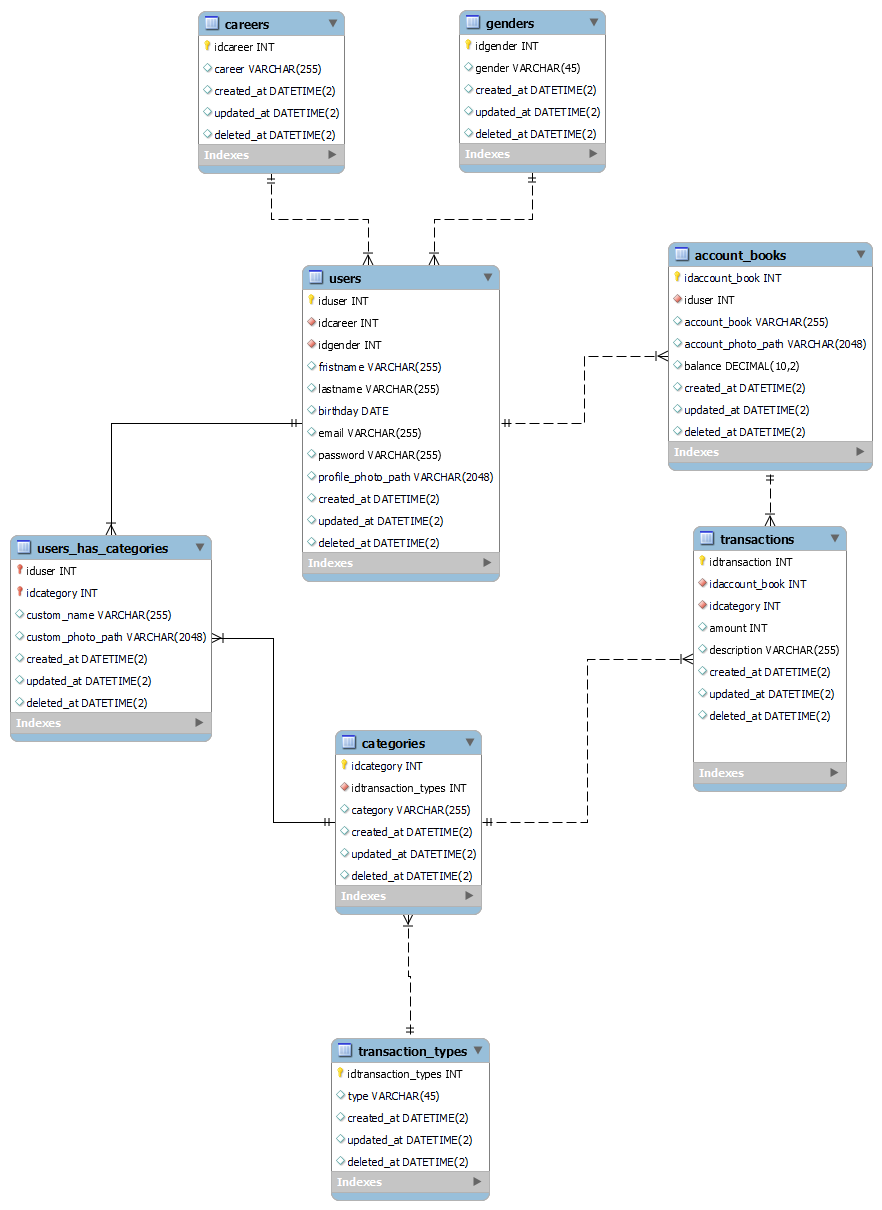 careers
idcareer INT
career VARCHAR(255)
created_at DATETIME(2)
updated_at DATETIME(2)
deleted_at DATETIME(2)
Indexes
genders
idgender INT
gender VARCHAR(45)
created_at DATETIME(2)
updated_at DATETIME(2)
deleted_at DATETIME(2)
Indexes
users
iduser INT
idcareer INT
idgender INT
fristname VARCHAR(255)
lastname VARCHAR(255)
birthday DATE
email VARCHAR(255)
password VARCHAR(255)
profile_photo_path VARCHAR(2048)
created_at DATETIME(2)
updated_at DATETIME(2)
deleted_at DATETIME(2)
Indexes
account_books
idaccount_book INT
iduser INT
account_book VARCHAR(255)
account_photo_path VARCHAR(2048)
balance DECIMAL(10,2)
created_at DATETIME(2)
updated_at DATETIME(2)
deleted_at DATETIME(2)
Indexes
users_has_categories
iduser INT
idcategory INT
custom_name VARCHAR(255)
custom_photo_path VARCHAR(2048)
created_at DATETIME(2)
updated_at DATETIME(2)
deleted_at DATETIME(2)
Indexes
transactions
idtransaction INT
idaccount_book INT
idcategory INT
amount INT
description VARCHAR(255)
created_at DATETIME(2)
updated_at DATETIME(2)
deleted_at DATETIME(2)
Indexes
categories
idcategory INT
idtransaction_types INT
category VARCHAR(255)
created_at DATETIME(2)
updated_at DATETIME(2)
deleted_at DATETIME(2)
Indexes
transaction_types
idtransaction_types INT
type VARCHAR(45)
created_at DATETIME(2)
updated_at DATETIME(2)
deleted_at DATETIME(2)
Indexes